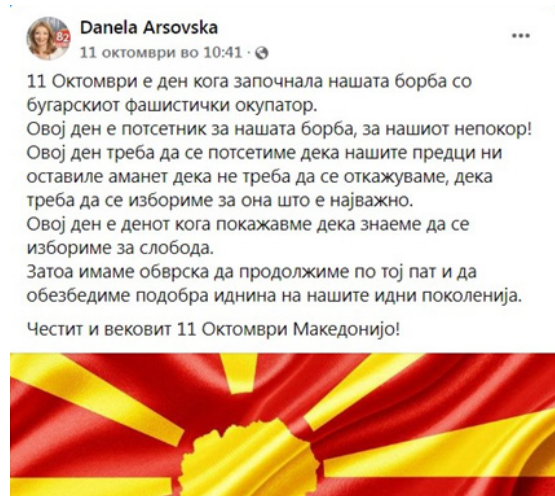 Danela Arsovska
11 октомври во 10:41 ·
11 Октомври е ден кога започнала нашата борба со
бугарскиот фашистички окупатор.
Овој ден е потсетник за нашата борба, за нашиот непокор!
Овој ден треба да се потсетиме дека нашите предци ни
оставиле аманет дека не треба да се откажуваме, дека
треба да се избориме за она што е најважно.
Овој ден е денот кога покажавме дека знаеме да се
избориме за слобода.
Затоа имаме обврска да продолжиме по тој пат и да
обезбедиме подобра иднина на нашите идни поколенија.
Честит и вековит 11 Октомври Македонијо!